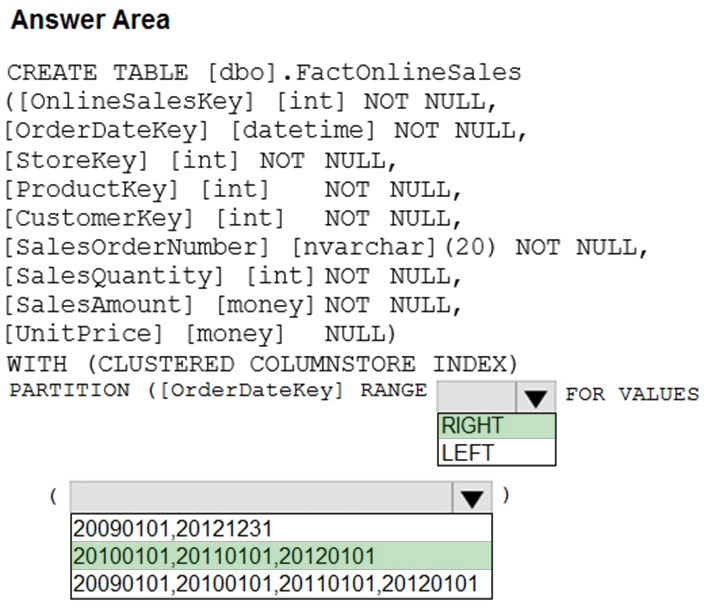 Answer Area
CREATE TABLE [dbo].FactOnlineSales
([OnlineSalesKey] [int] NOT NULL,
[OrderDateKey] [datetime] NOT NULL,
[StoreKey] [int] NOT NULL,
[ProductKey] [int] NOT NULL,
[CustomerKey] [int] NOT NULL,
[SalesOrderNumber] [nvarchar](20) NOT NULL,
[SalesQuantity] [int] NOT NULL,
[SalesAmount] [money] NOT NULL,
[UnitPrice] [money] NULL)
WITH (CLUSTERED COLUMNSTORE INDEX)
PARTITION ([OrderDateKey] RANGE FOR VALUES
RIGHT
LEFT
( )
20090101,20121231
20100101,20110101,20120101
20090101,20100101,20110101,20120101